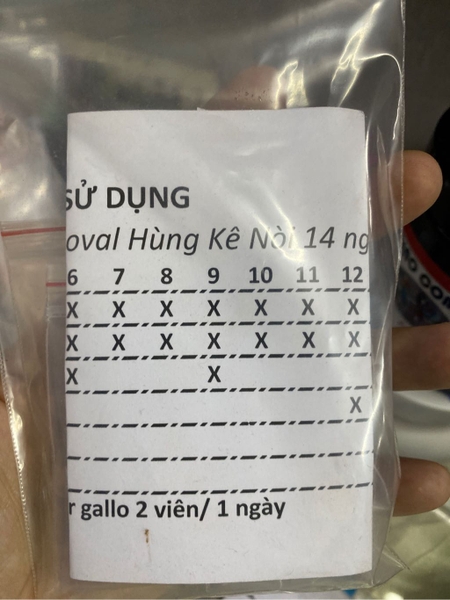 SỬ DỤNG
oval Hùng Kê Nòi 14 ng
6 7 8 9 10 11 12
X X X X X X X
X X X X X X X
X X
X
r gallo 2 viên/ 1 ngày